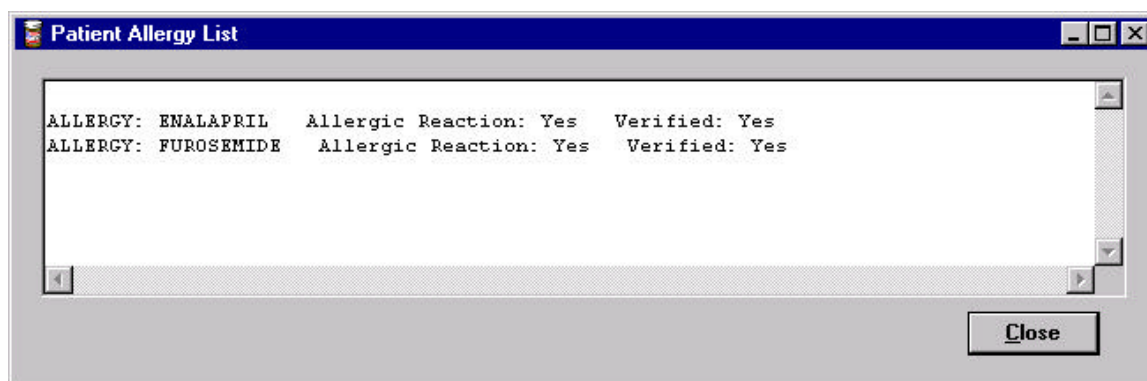 Patient Allergy List
ALLERGY: ENALAPRIL Allergic Reaction: Yes Verified: Yes
ALLERGY: FUROSEMIDE Allergic Reaction: Yes Verified: Yes
Close